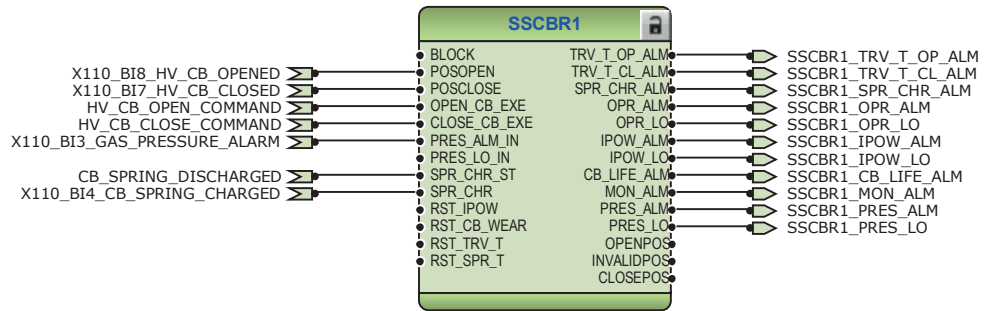 SSCBR1
BLOCK TRV_T_OP_ALM SSCBR1_TRV_T_OP_ALM
X110_BI8_HV_CB_OPENED POSOPEN TRV_T_CL_ALM SSCBR1_TRV_T_CL_ALM
X110_BI7_HV_CB_CLOSED POSCLOSE SPR_CHR_ALM SSCBR1_SPR_CHR_ALM
HV_CB_OPEN_COMMAND OPEN_CB_EXE OPR_ALM SSCBR1_OPR_ALM
HV_CB_CLOSE_COMMAND CLOSE_CB_EXE OPR_LO SSCBR1_OPR_LO
X110_BI3_GAS_PRESSURE_ALARM PRES_ALM_IN IPOW_ALM SSCBR1_IPOW_ALM
PRES_LO_IN IPOW_LO SSCBR1_IPOW_LO
CB_SPRING_DISCHARGED SPR_CHR_ST CB_LIFE_ALM SSCBR1_CB_LIFE_ALM
X110_BI4_CB_SPRING_CHARGED SPR_CHR MON_ALM SSCBR1_MON_ALM
RST_IPOW PRES_ALM SSCBR1_PRES_ALM
RST_CB_WEAR PRES_LO SSCBR1_PRES_LO
RST_TRV_T OPENPOS
RST_SPR_T INVALIDPOS
CLOSEPOS